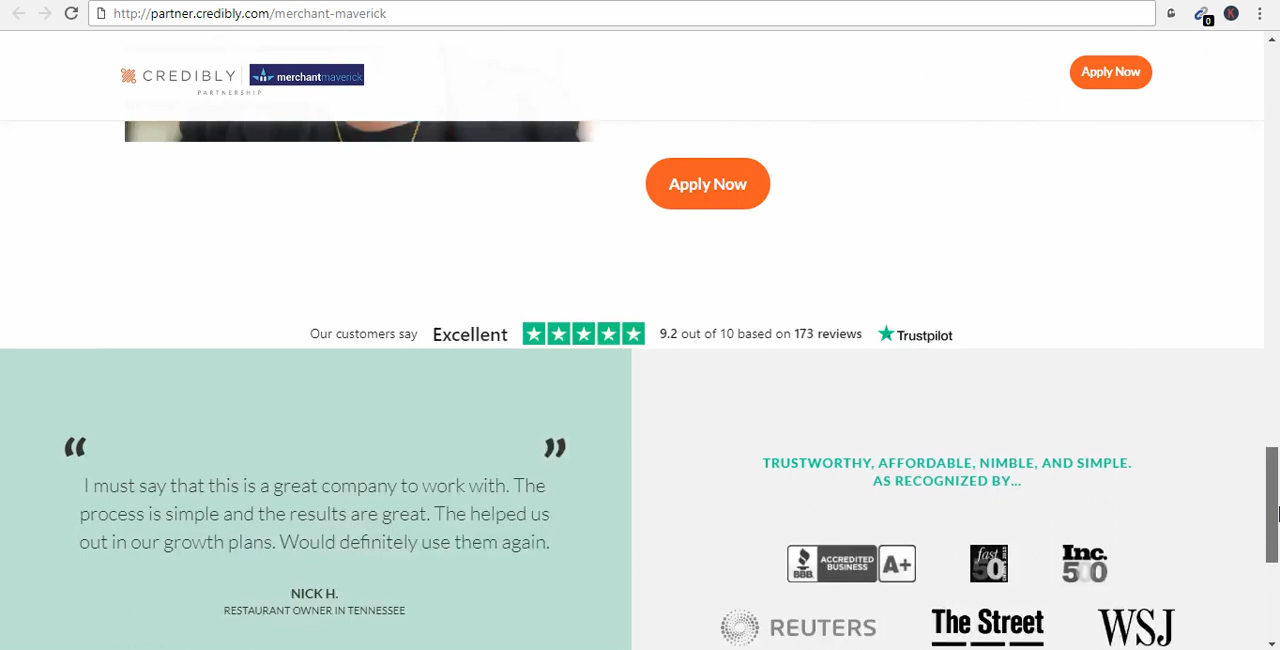 http://partner.credibly.com/merchant-maverick
0
K
CREDIBLY
merchantmaverick
PARTNERSHIP
Apply Now
Apply Now
Our customers say Excellent 9.2 out of 10 based on 173 reviews Trustpilot
“ ”
I must say that this is a great company to work with. The
process is simple and the results are great. The helped us
out in our growth plans. Would definitely use them again.
NICK H.
RESTAURANT OWNER IN TENNESSEE
TRUSTWORTHY, AFFORDABLE, NIMBLE, AND SIMPLE.
AS RECOGNIZED BY...
BBB. ACCREDITED BUSINESS A+
fast 50
Inc. 500
REUTERS
The Street
WSJ